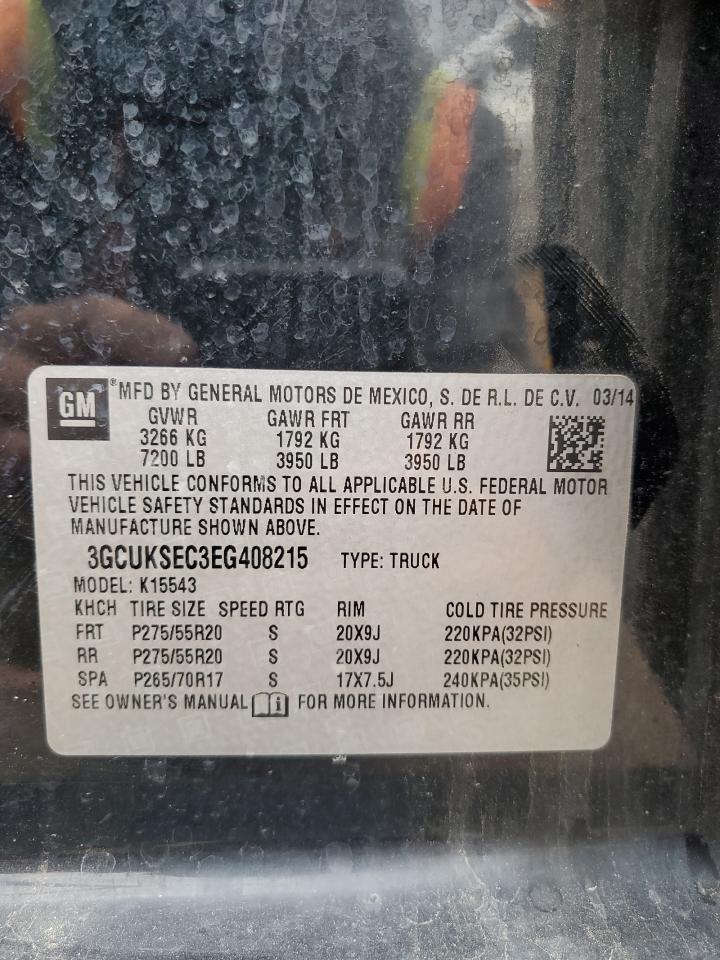 GM ® MFD BY GENERAL MOTORS DE MEXICO, S. DE R.L. DE C.V. 03/14
GVWR GAWR FRT GAWR RR
3266 KG 1792 KG 1792 KG
7200 LB 3950 LB 3950 LB
THIS VEHICLE CONFORMS TO ALL APPLICABLE U.S. FEDERAL MOTOR
VEHICLE SAFETY STANDARDS IN EFFECT ON THE DATE OF
MANUFACTURE SHOWN ABOVE.
3GCUKSEC3EG408215 TYPE: TRUCK
MODEL: K15543
KHCH TIRE SIZE SPEED RTG RIM COLD TIRE PRESSURE
FRT P275/55R20 S 20X9J 220KPA(32PSI)
RR P275/55R20 S 20X9J 220KPA(32PSI)
SPA P265/70R17 S 17X7.5J 240KPA(35PSI)
SEE OWNER'S MANUAL i FOR MORE INFORMATION.